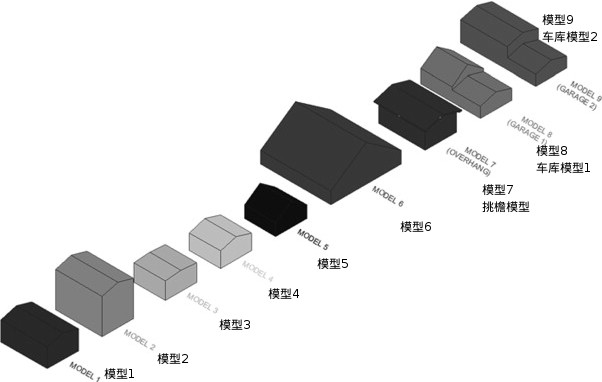 模型9
车库模型2
MODEL 9
(GARAGE 2)
MODEL 8
(GARAGE 1)
模型8
车库模型1
MODEL 7
(OVERHANG)
模型7
挑檐模型
MODEL 6
模型6
MODEL 5
模型5
MODEL 4
模型4
MODEL 3
模型3
MODEL 2
模型2
MODEL 1
模型1